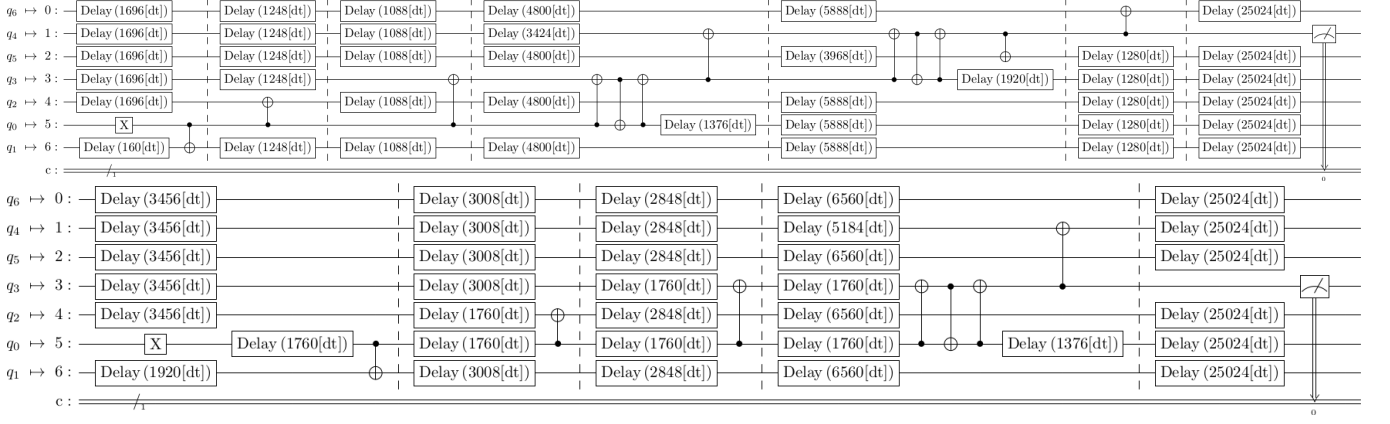 q6 ↦ 0 : Delay (1696[dt]) Delay (1248[dt]) Delay (1088[dt]) Delay (4800[dt]) Delay (5888[dt]) Delay (25024[dt])
q4 ↦ 1 : Delay (1696[dt]) Delay (1248[dt]) Delay (1088[dt]) Delay (3424[dt])
q5 ↦ 2 : Delay (1696[dt]) Delay (1248[dt]) Delay (1088[dt]) Delay (4800[dt]) Delay (3968[dt]) Delay (1280[dt]) Delay (25024[dt])
q3 ↦ 3 : Delay (1696[dt]) Delay (1248[dt]) Delay (1920[dt]) Delay (1280[dt]) Delay (25024[dt])
q2 ↦ 4 : Delay (1696[dt]) Delay (1088[dt]) Delay (4800[dt]) Delay (5888[dt]) Delay (1280[dt]) Delay (25024[dt])
q0 ↦ 5 : X Delay (1376[dt]) Delay (5888[dt]) Delay (1280[dt]) Delay (25024[dt])
q1 ↦ 6 : Delay (160[dt]) Delay (1248[dt]) Delay (1088[dt]) Delay (4800[dt]) Delay (5888[dt]) Delay (1280[dt]) Delay (25024[dt])
c : 1
0
q6 ↦ 0 : Delay (3456[dt]) Delay (3008[dt]) Delay (2848[dt]) Delay (6560[dt]) Delay (25024[dt])
q4 ↦ 1 : Delay (3456[dt]) Delay (3008[dt]) Delay (2848[dt]) Delay (5184[dt]) Delay (25024[dt])
q5 ↦ 2 : Delay (3456[dt]) Delay (3008[dt]) Delay (2848[dt]) Delay (6560[dt]) Delay (25024[dt])
q3 ↦ 3 : Delay (3456[dt]) Delay (3008[dt]) Delay (1760[dt]) Delay (1760[dt])
q2 ↦ 4 : Delay (3456[dt]) Delay (1760[dt]) Delay (2848[dt]) Delay (6560[dt]) Delay (25024[dt])
q0 ↦ 5 : X Delay (1760[dt]) Delay (1760[dt]) Delay (1760[dt]) Delay (1760[dt]) Delay (1376[dt]) Delay (25024[dt])
q1 ↦ 6 : Delay (1920[dt]) Delay (3008[dt]) Delay (2848[dt]) Delay (6560[dt]) Delay (25024[dt])
c : 1
0